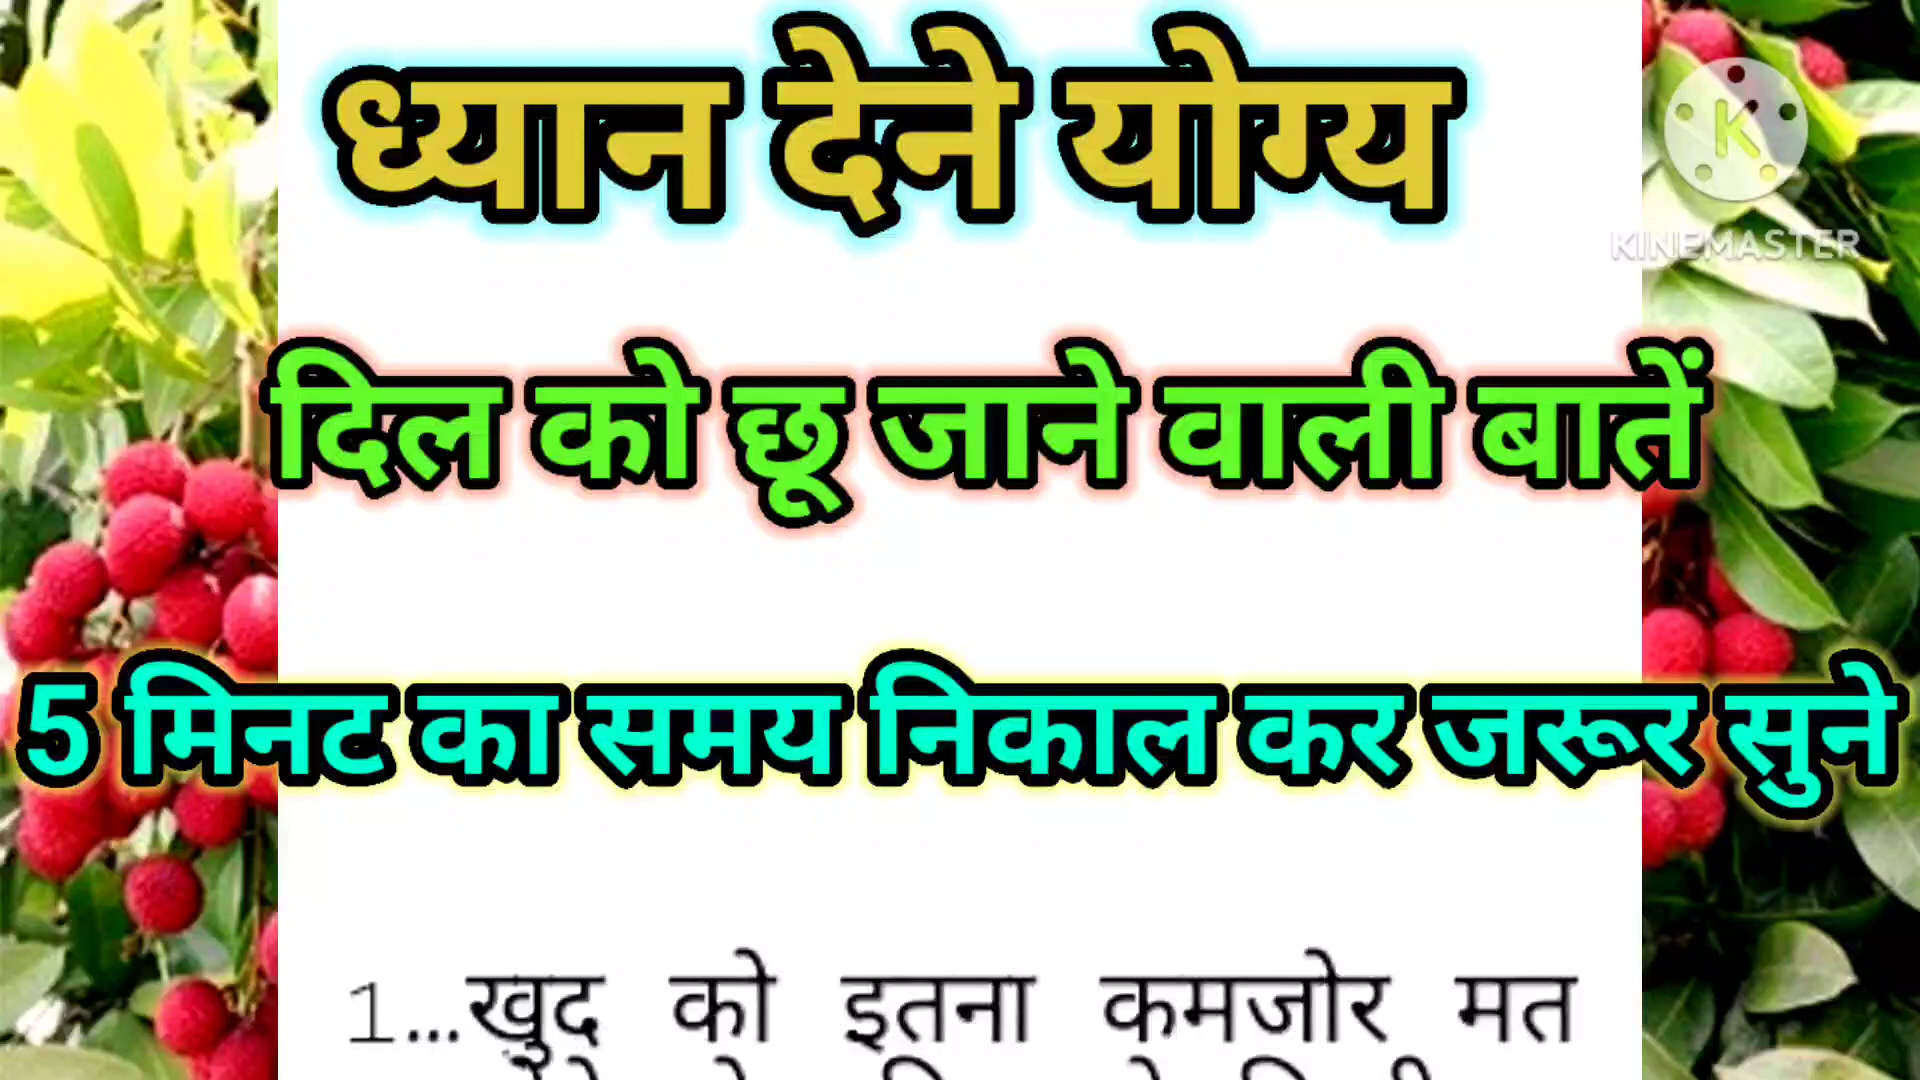 ध्यान देने योग्य
K
KINEMASTER
दिल को छू जाने वाली बातें
5 मिनट का समय निकाल कर जरूर सुने
1...खुद को इतना कमजोर मत